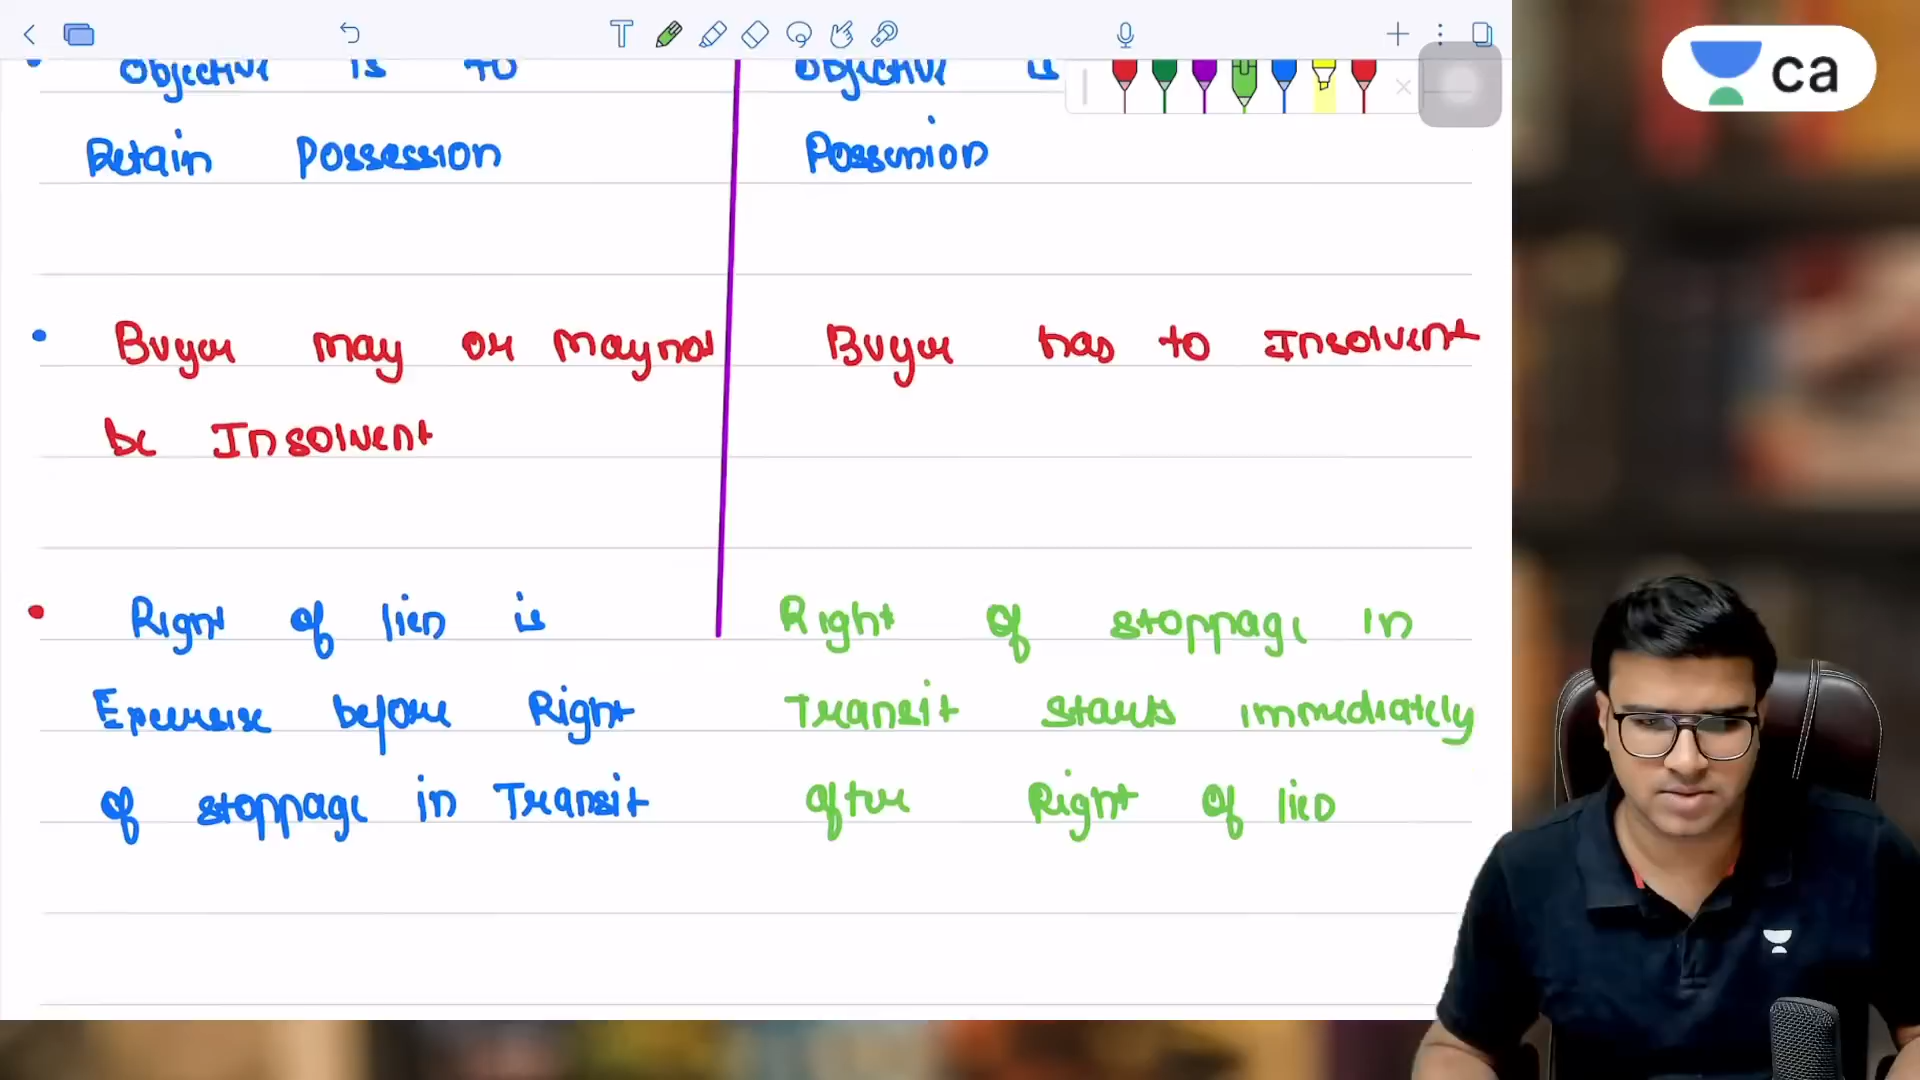 ca
Objective is to
Retain Possession
Objective is
Possession
Buyer may or may not
be Insolvent
Buyer has to Insolvent
Right of lien is
Exercise before Right
of stoppage in Transit
Right of stoppage in
Transit starts immediately
after Right of lien